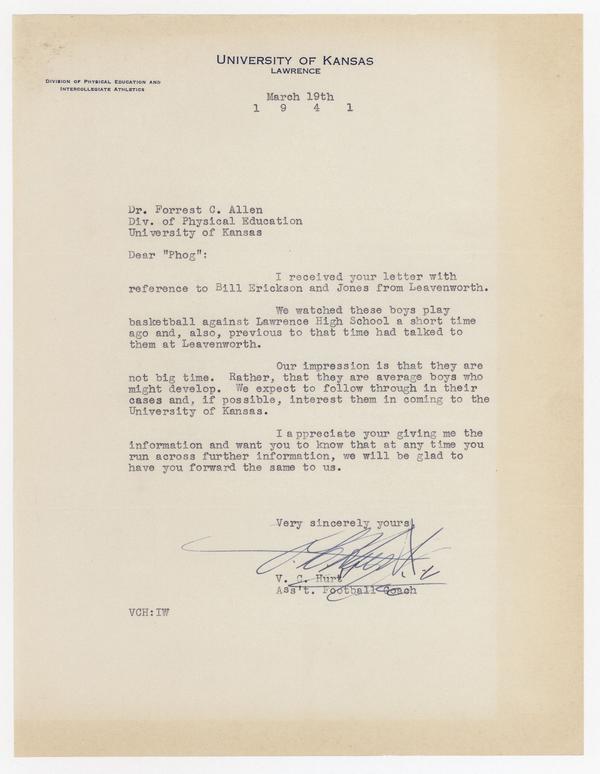 UNIVERSITY OF KANSAS
LAWRENCE
DIVISION OF PHYSICAL EDUCATION AND
INTERCOLLEGIATE ATHLETICS
March 19th
1 9 4 1
Dr. Forrest C. Allen
Div. of Physical Education
University of Kansas
Dear "Phog":
I received your letter with
reference to Bill Erickson and Jones from Leavenworth.
We watched these boys play
basketball against Lawrence High School a short time
ago and, also, previous to that time had talked to
them at Leavenworth.
Our impression is that they are
not big time. Rather, that they are average boys who
might develop. We expect to follow through in their
cases and, if possible, interest them in coming to the
University of Kansas.
I appreciate your giving me the
information and want you to know that at any time you
run across further information, we will be glad to
have you forward the same to us.
Very sincerely yours,
V. C. Hurt
Ass't. Football Coach
VCH:IW